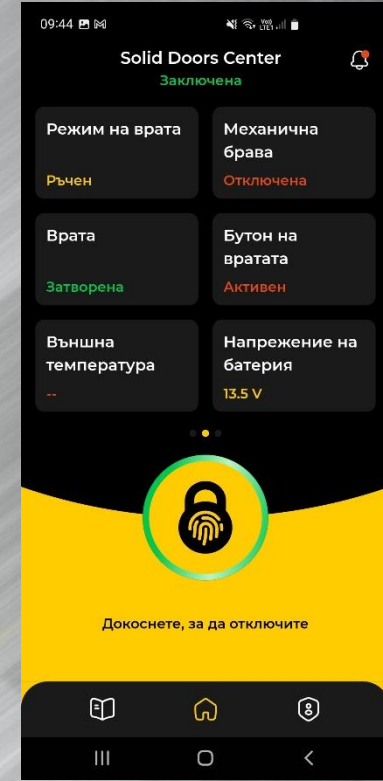 09:44
Solid Doors Center
Заключена
Режим на врата
Ръчен
Механична
брава
Отключена
Врата
Затворена
Бутон на
вратата
Активен
Външна
температура
--
Напрежение на
батерия
13.5 V
Докоснете, за да отключите